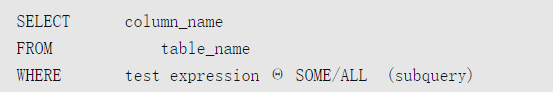 SELECT column_name
FROM table_name
WHERE test expression Θ SOME/ALL (subquery)